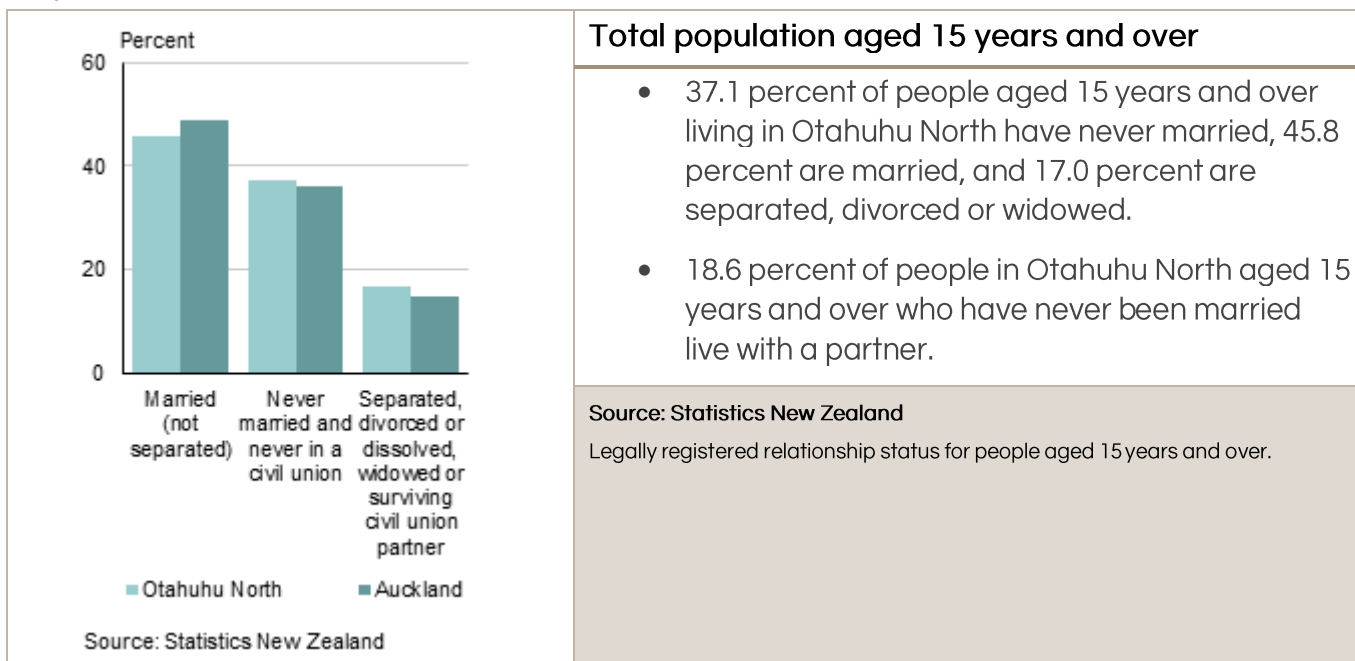 Percent
60
40
20
0
Married
(not
separated)
Never
married and
never in a
civil union
Separated,
divorced or
dissolved,
widowed or
surviving
civil union
partner
Otahuhu North
Auckland
Source: Statistics New Zealand
Total population aged 15 years and over
• 37.1 percent of people aged 15 years and over
living in Otahuhu North have never married, 45.8
percent are married, and 17.0 percent are
separated, divorced or widowed.
• 18.6 percent of people in Otahuhu North aged 15
years and over who have never been married
live with a partner.
Source: Statistics New Zealand
Legally registered relationship status for people aged 15 years and over.